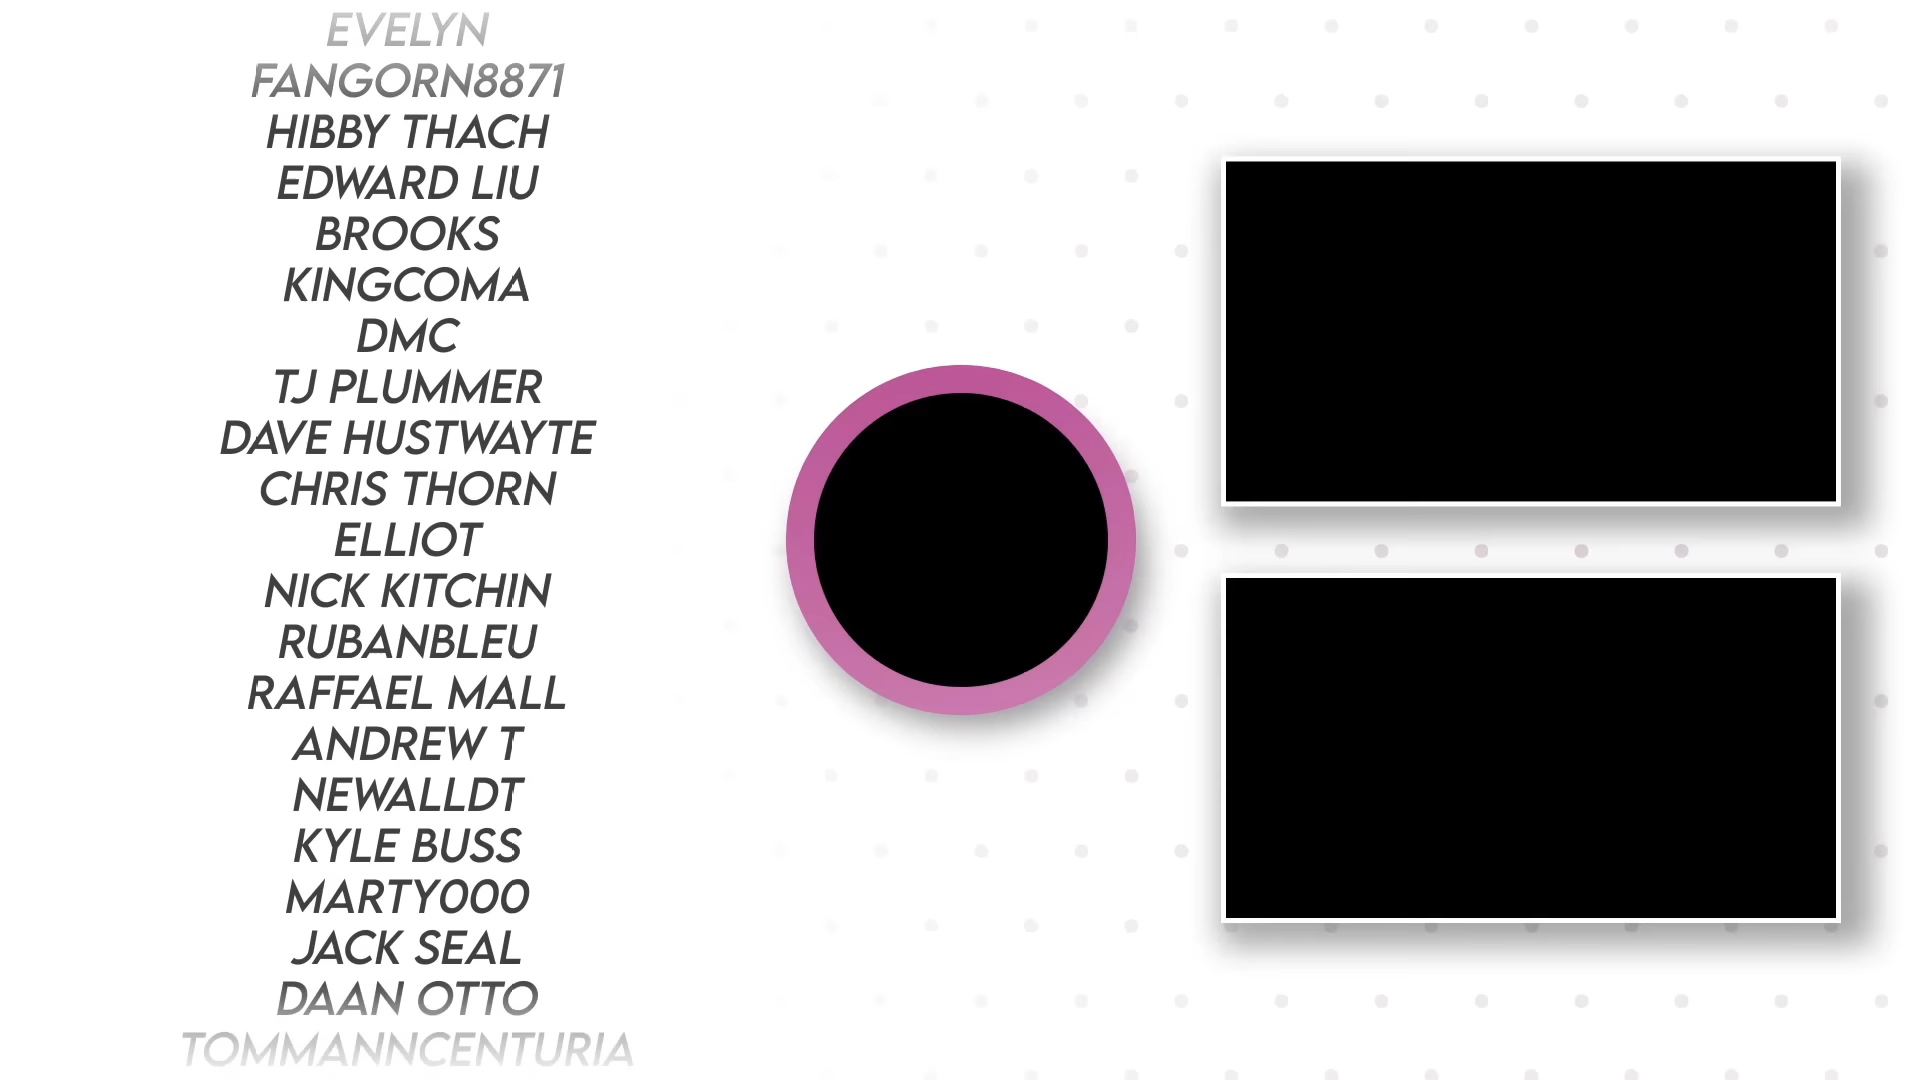 EVELYN
FANGORN8871
HIBBY THACH
EDWARD LIU
BROOKS
KINGCOMA
DMC
TJ PLUMMER
DAVE HUSTWAYTE
CHRIS THORN
ELLIOT
NICK KITCHIN
RUBANBLEU
RAFFAEL MALL
ANDREW T
NEWALLDT
KYLE BUSS
MARTY000
JACK SEAL
DAAN OTTO
TOMMANNCENTURIA